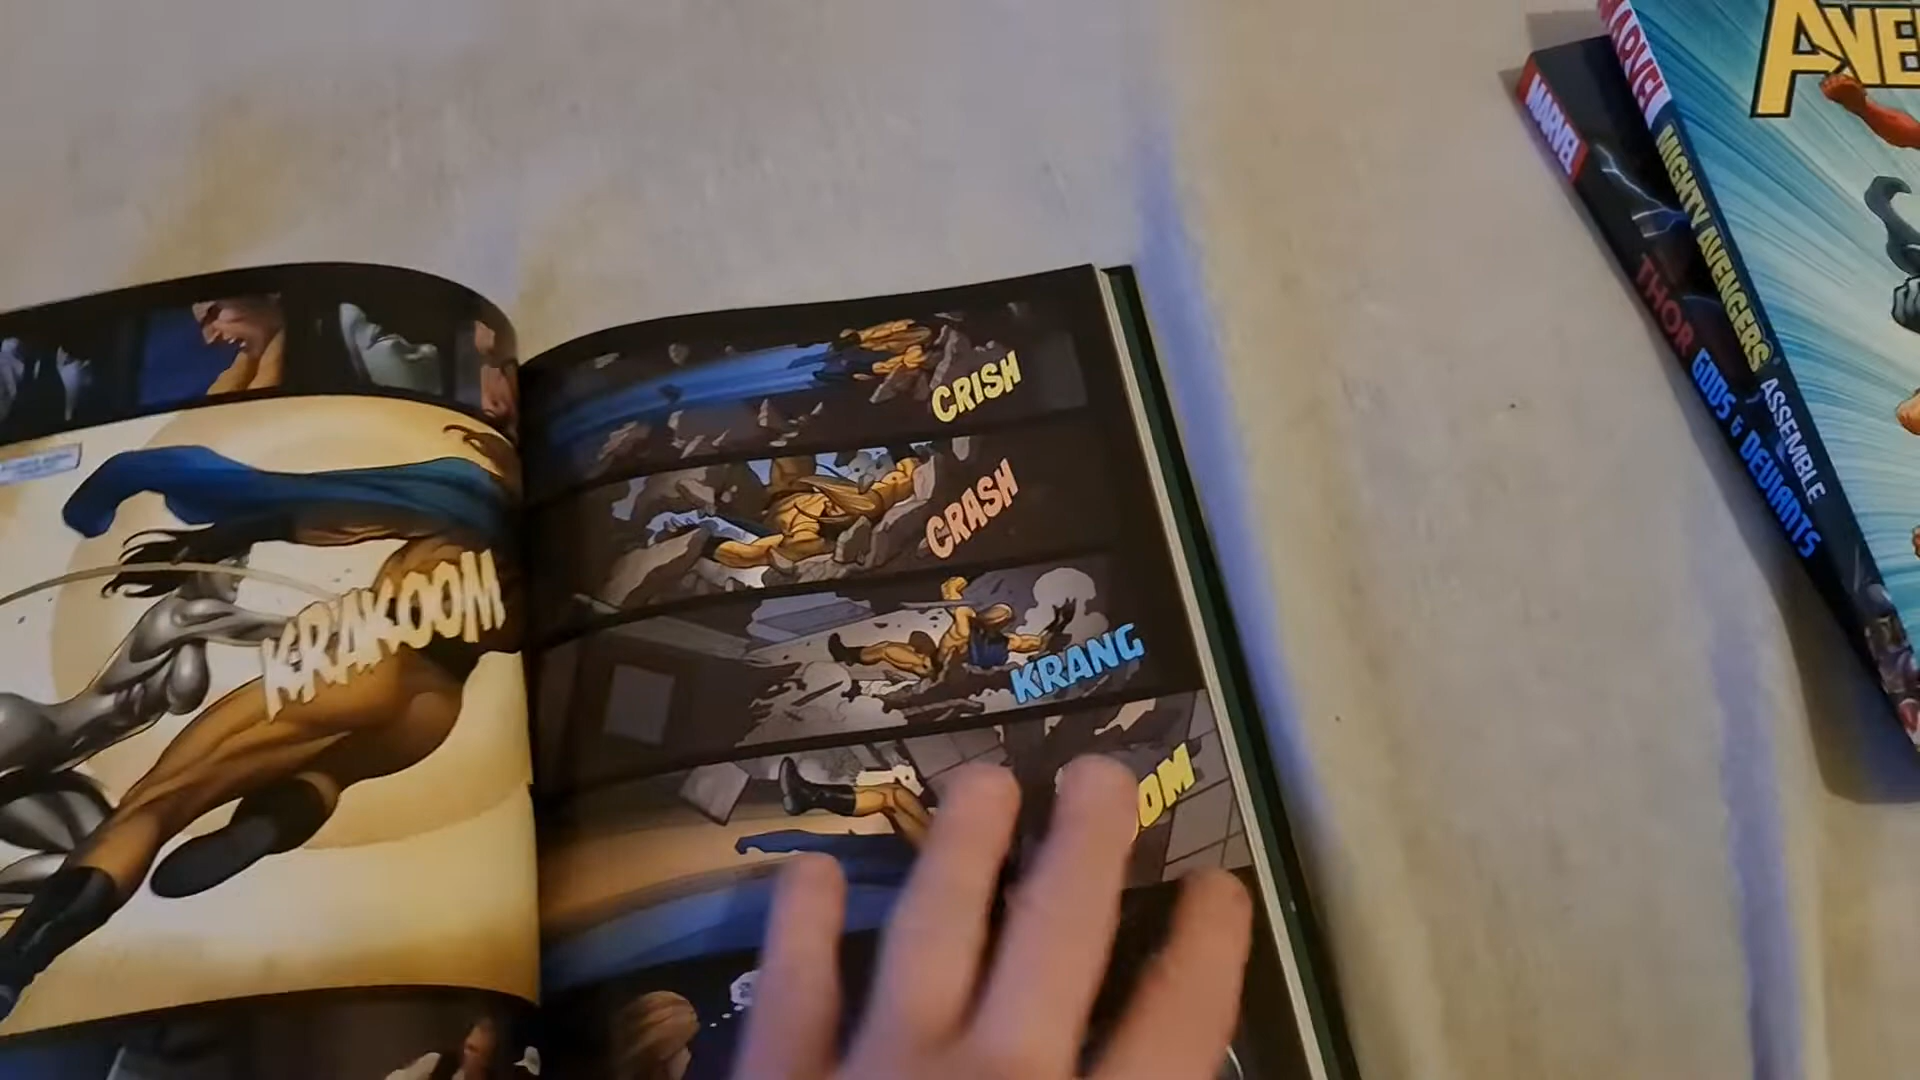 KRAKOOM
CRISH
CRASH
KRANG
OM
MARVEL
THOR GODS & DEVIANTS
MARVEL
MIGHTY AVENGERS ASSEMBLE
AVE